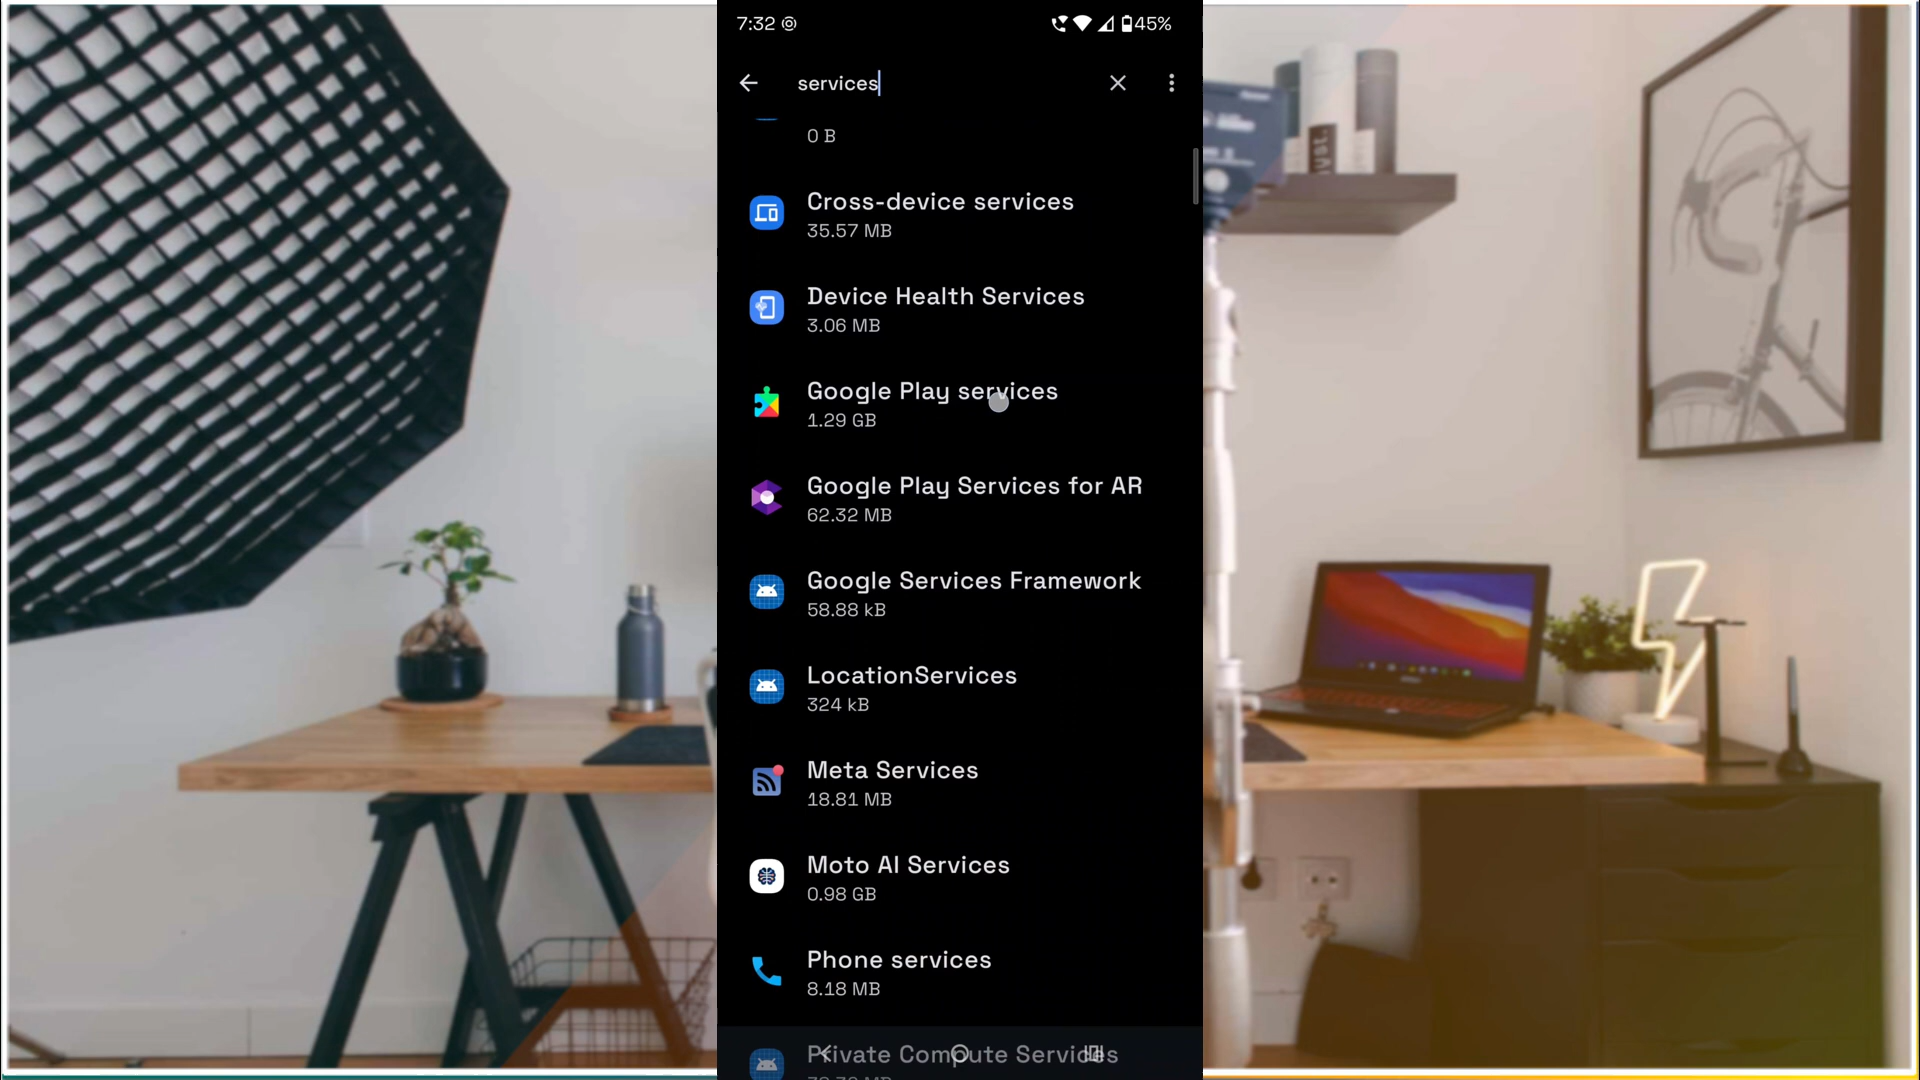 7:32
45%
services
0 B
Cross-device services
35.57 MB
Device Health Services
3.06 MB
Google Play services
1.29 GB
Google Play Services for AR
62.32 MB
Google Services Framework
58.88 kB
LocationServices
324 kB
Meta Services
18.81 MB
Moto AI Services
0.98 GB
Phone services
8.18 MB
Private Compute Services